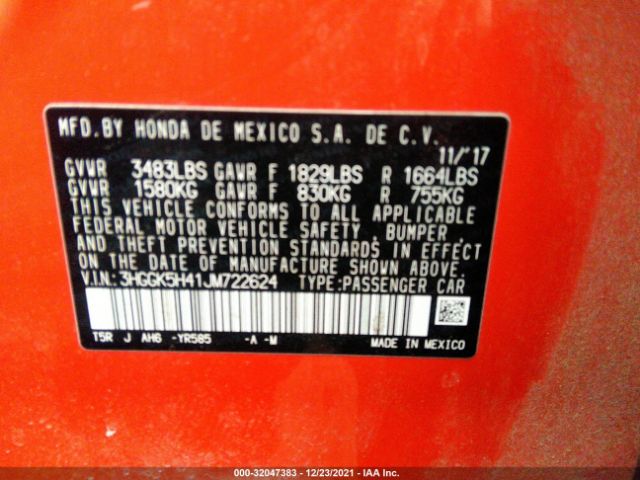 MFD.BY HONDA DE MEXICO S.A. DE C.V.
11/'17
GVWR 3483LBS GAWR F 1829LBS R 1664LBS
GVWR 1580KG GAWR F 830KG R 755KG
THIS VEHICLE CONFORMS TO ALL APPLICABLE
FEDERAL MOTOR VEHICLE SAFETY, BUMPER,
AND THEFT PREVENTION STANDARDS IN EFFECT
ON THE DATE OF MANUFACTURE SHOWN ABOVE.
V.I.N: 3HGGK5H41JM722624 TYPE:PASSENGER CAR
T5R J AH6 -YR585 -A -M
MADE IN MEXICO
000-32047383 - 12/23/2021 - IAA Inc.